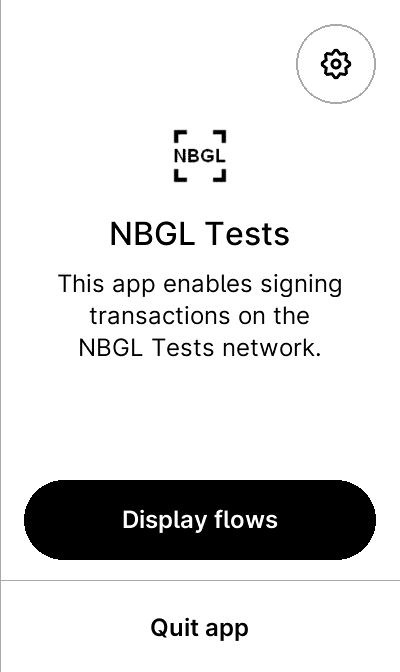 NBGL
NBGL Tests
This app enables signing
transactions on the
NBGL Tests network.
Display flows
Quit app